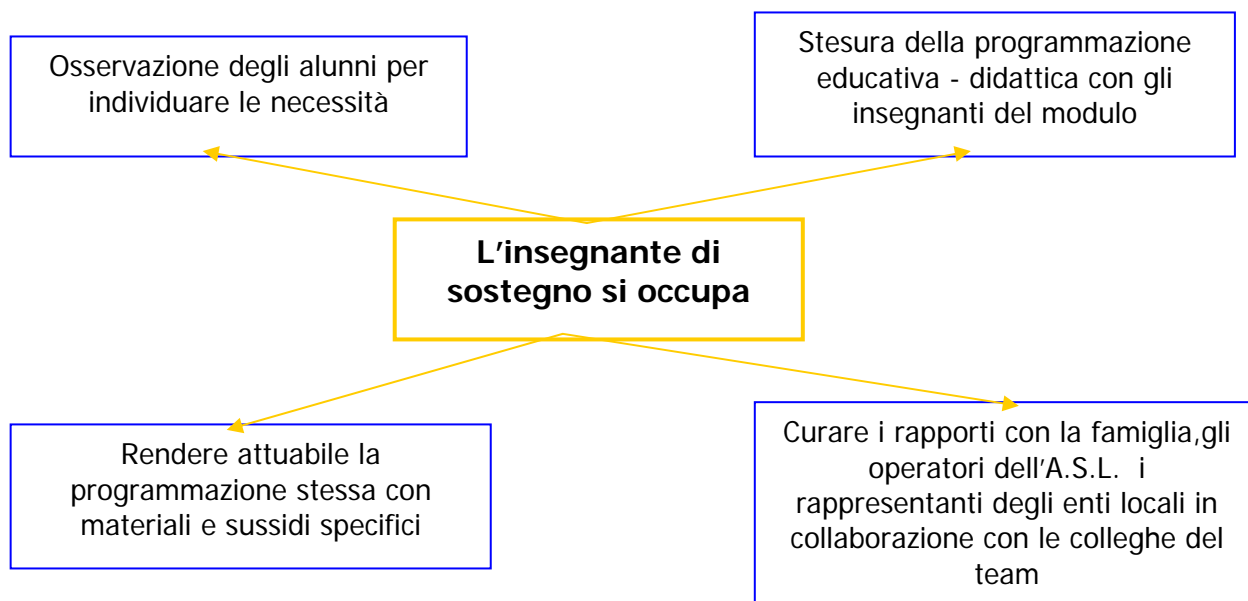 Osservazione degli alunni per
individuare le necessità
Stesura della programmazione
educativa - didattica con gli
insegnanti del modulo
L'insegnante di
sostegno si occupa
Rendere attuabile la
programmazione stessa con
materiali e sussidi specifici
Curare i rapporti con la famiglia,gli
operatori dell'A.S.L. i
rappresentanti degli enti locali in
collaborazione con le colleghe del
team